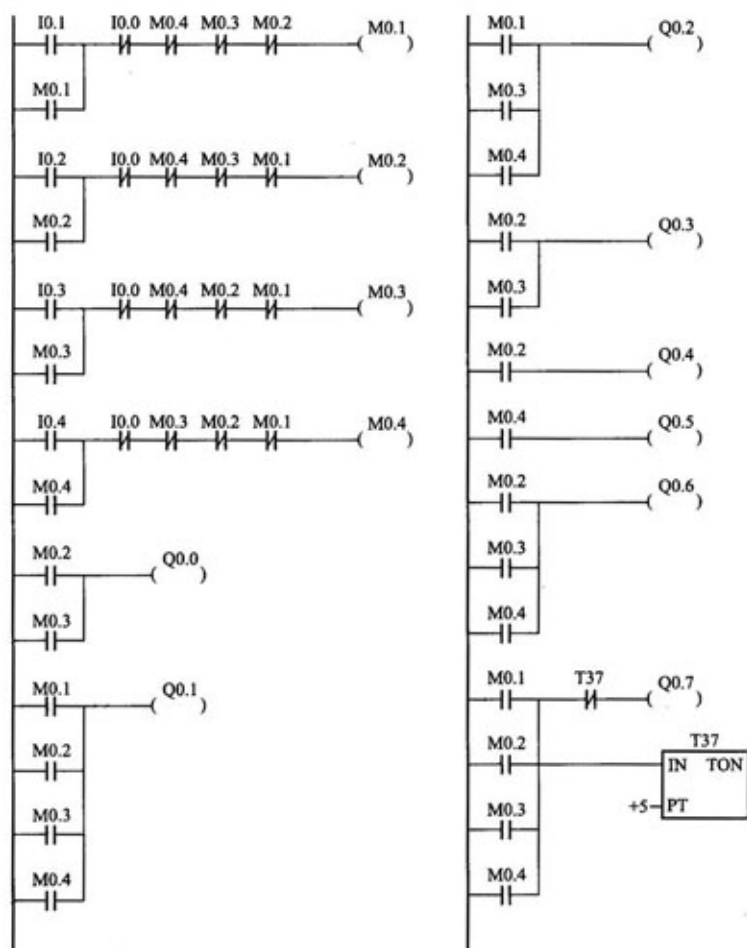 I0.1 I0.0 M0.4 M0.3 M0.2 M0.1
M0.1
I0.2 I0.0 M0.4 M0.3 M0.1 M0.2
M0.2
I0.3 I0.0 M0.4 M0.2 M0.1 M0.3
M0.3
I0.4 I0.0 M0.3 M0.2 M0.1 M0.4
M0.4
M0.2 Q0.0
M0.3
M0.1 Q0.1
M0.2
M0.3
M0.4
M0.1 Q0.2
M0.3
M0.4
M0.2 Q0.3
M0.3
M0.2 Q0.4
M0.4 Q0.5
M0.2 Q0.6
M0.3
M0.4
M0.1 T37 Q0.7
M0.2 T37
IN TON
+5 PT
M0.3
M0.4